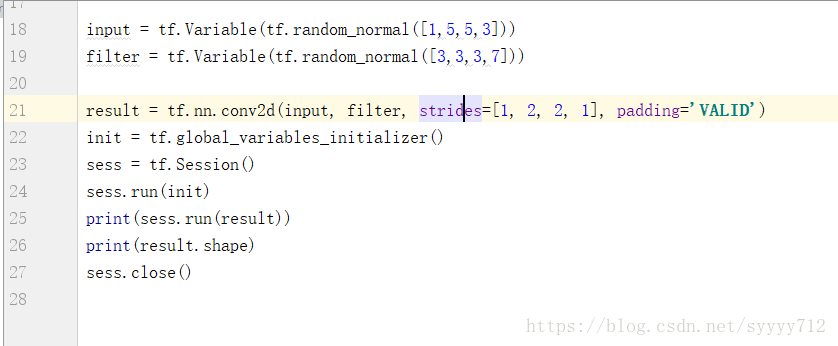 17
18 input = tf.Variable(tf.random_normal([1,5,5,3]))
19 filter = tf.Variable(tf.random_normal([3,3,3,7]))
20
21 result = tf.nn.conv2d(input, filter, strides=[1, 2, 2, 1], padding='VALID')
22 init = tf.global_variables_initializer()
23 sess = tf.Session()
24 sess.run(init)
25 print(sess.run(result))
26 print(result.shape)
27 sess.close()
28
https://blog.csdn.net/syyyy712